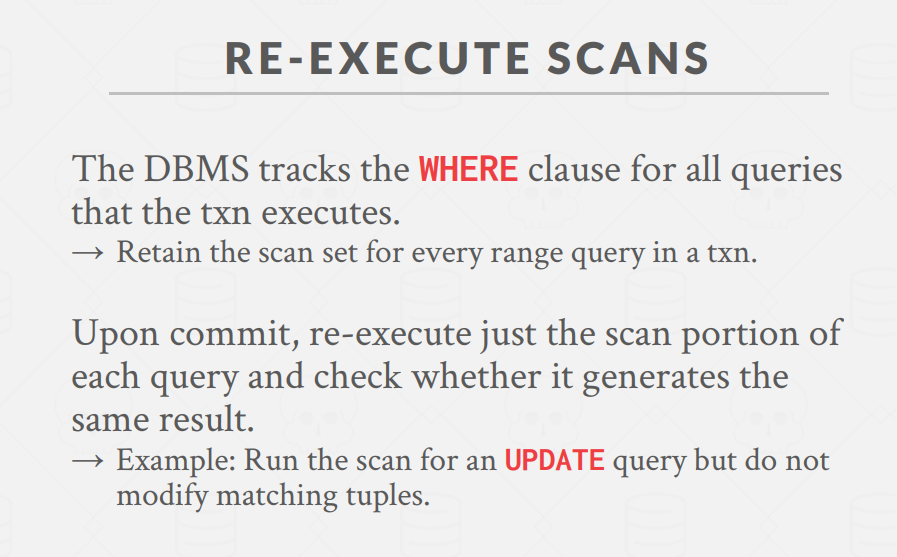 RE-EXECUTE SCANS
The DBMS tracks the WHERE clause for all queries
that the txn executes.
→ Retain the scan set for every range query in a txn.
Upon commit, re-execute just the scan portion of
each query and check whether it generates the
same result.
→ Example: Run the scan for an UPDATE query but do not
modify matching tuples.